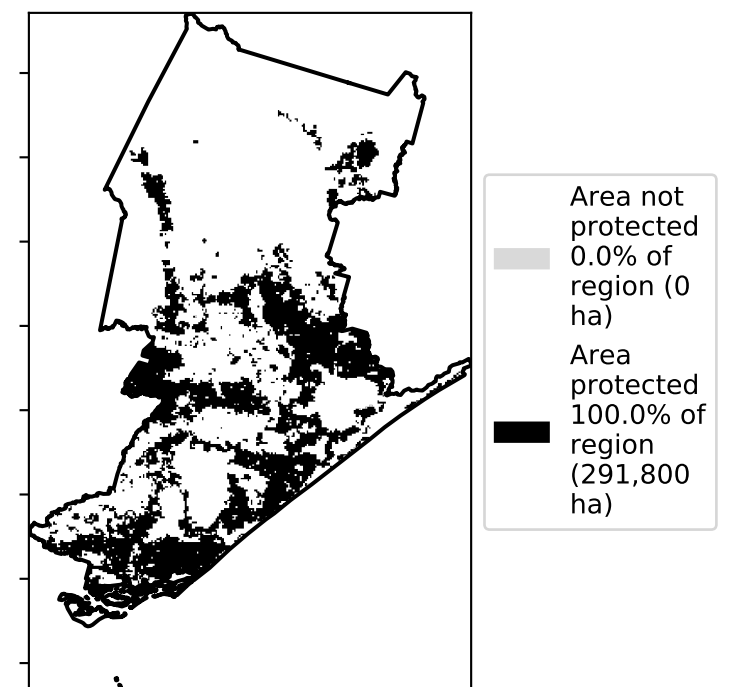 Area not
protected
0.0% of
region (0
ha)
Area
protected
100.0% of
region
(291,800
ha)